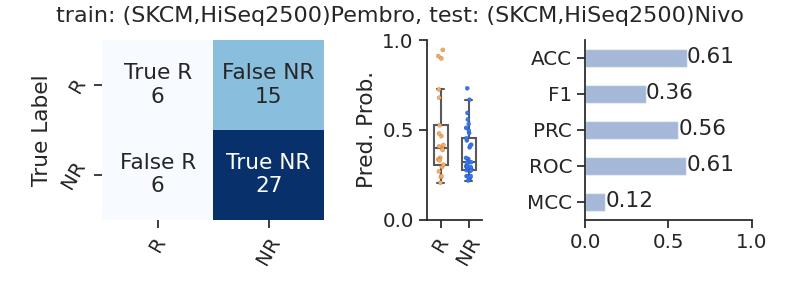 train: (SKCM,HiSeq2500)Pembro, test: (SKCM,HiSeq2500)Nivo
True Label
R
NR
True R
6
False NR
15
False R
6
True NR
27
R
NR
Pred. Prob.
1.0
0.5
0.0
R
NR
ACC
0.61
F1
0.36
PRC
0.56
ROC
0.61
MCC
0.12
0.0
0.5
1.0